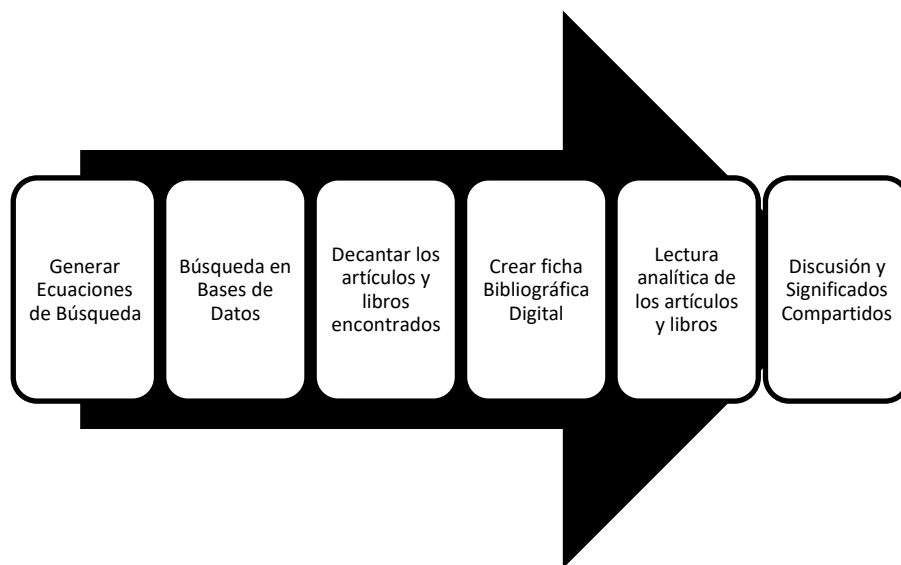 Generar
Ecuaciones
de Búsqueda
Búsqueda en
Bases de
Datos
Decantar los
artículos y
libros
encontrados
Crear ficha
Bibliográfica
Digital
Lectura
analítica de
los artículos
y libros
Discusión y
Significados
Compartidos